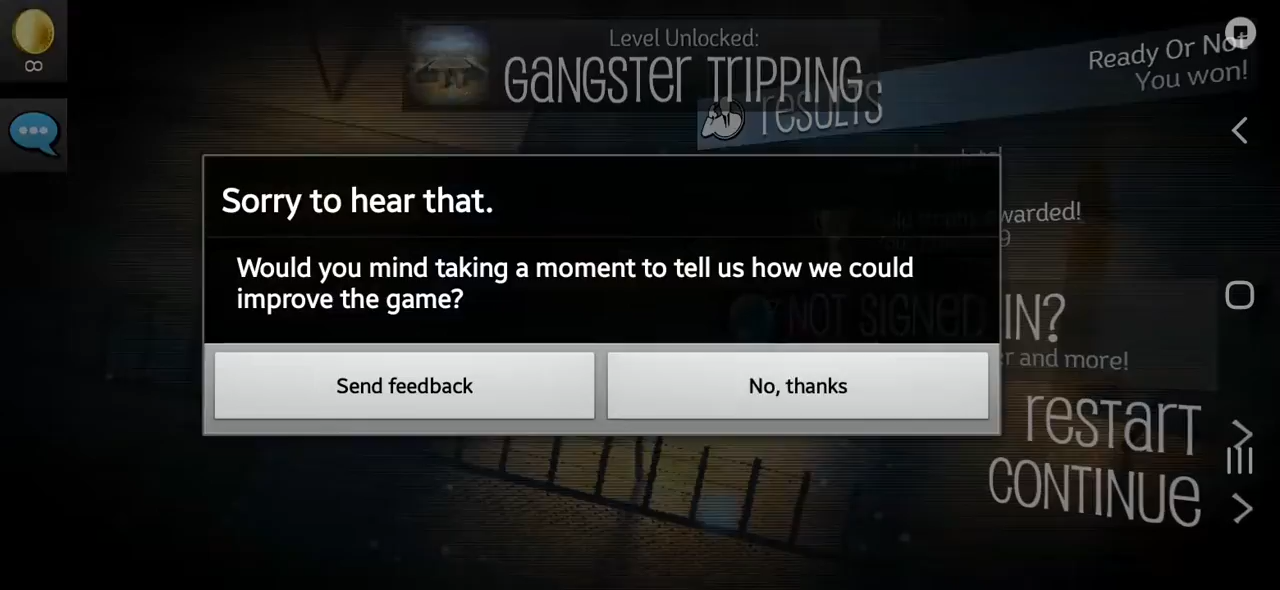 Level Unlocked:
GANGSTER TRIPPING
RESULTS
Ready Or Not
You won!
Sorry to hear that.
Would you mind taking a moment to tell us how we could
improve the game?
Send feedback
No, thanks
warded!
9
NOT SIGNED IN?
r and more!
RESTART
CONTINUE